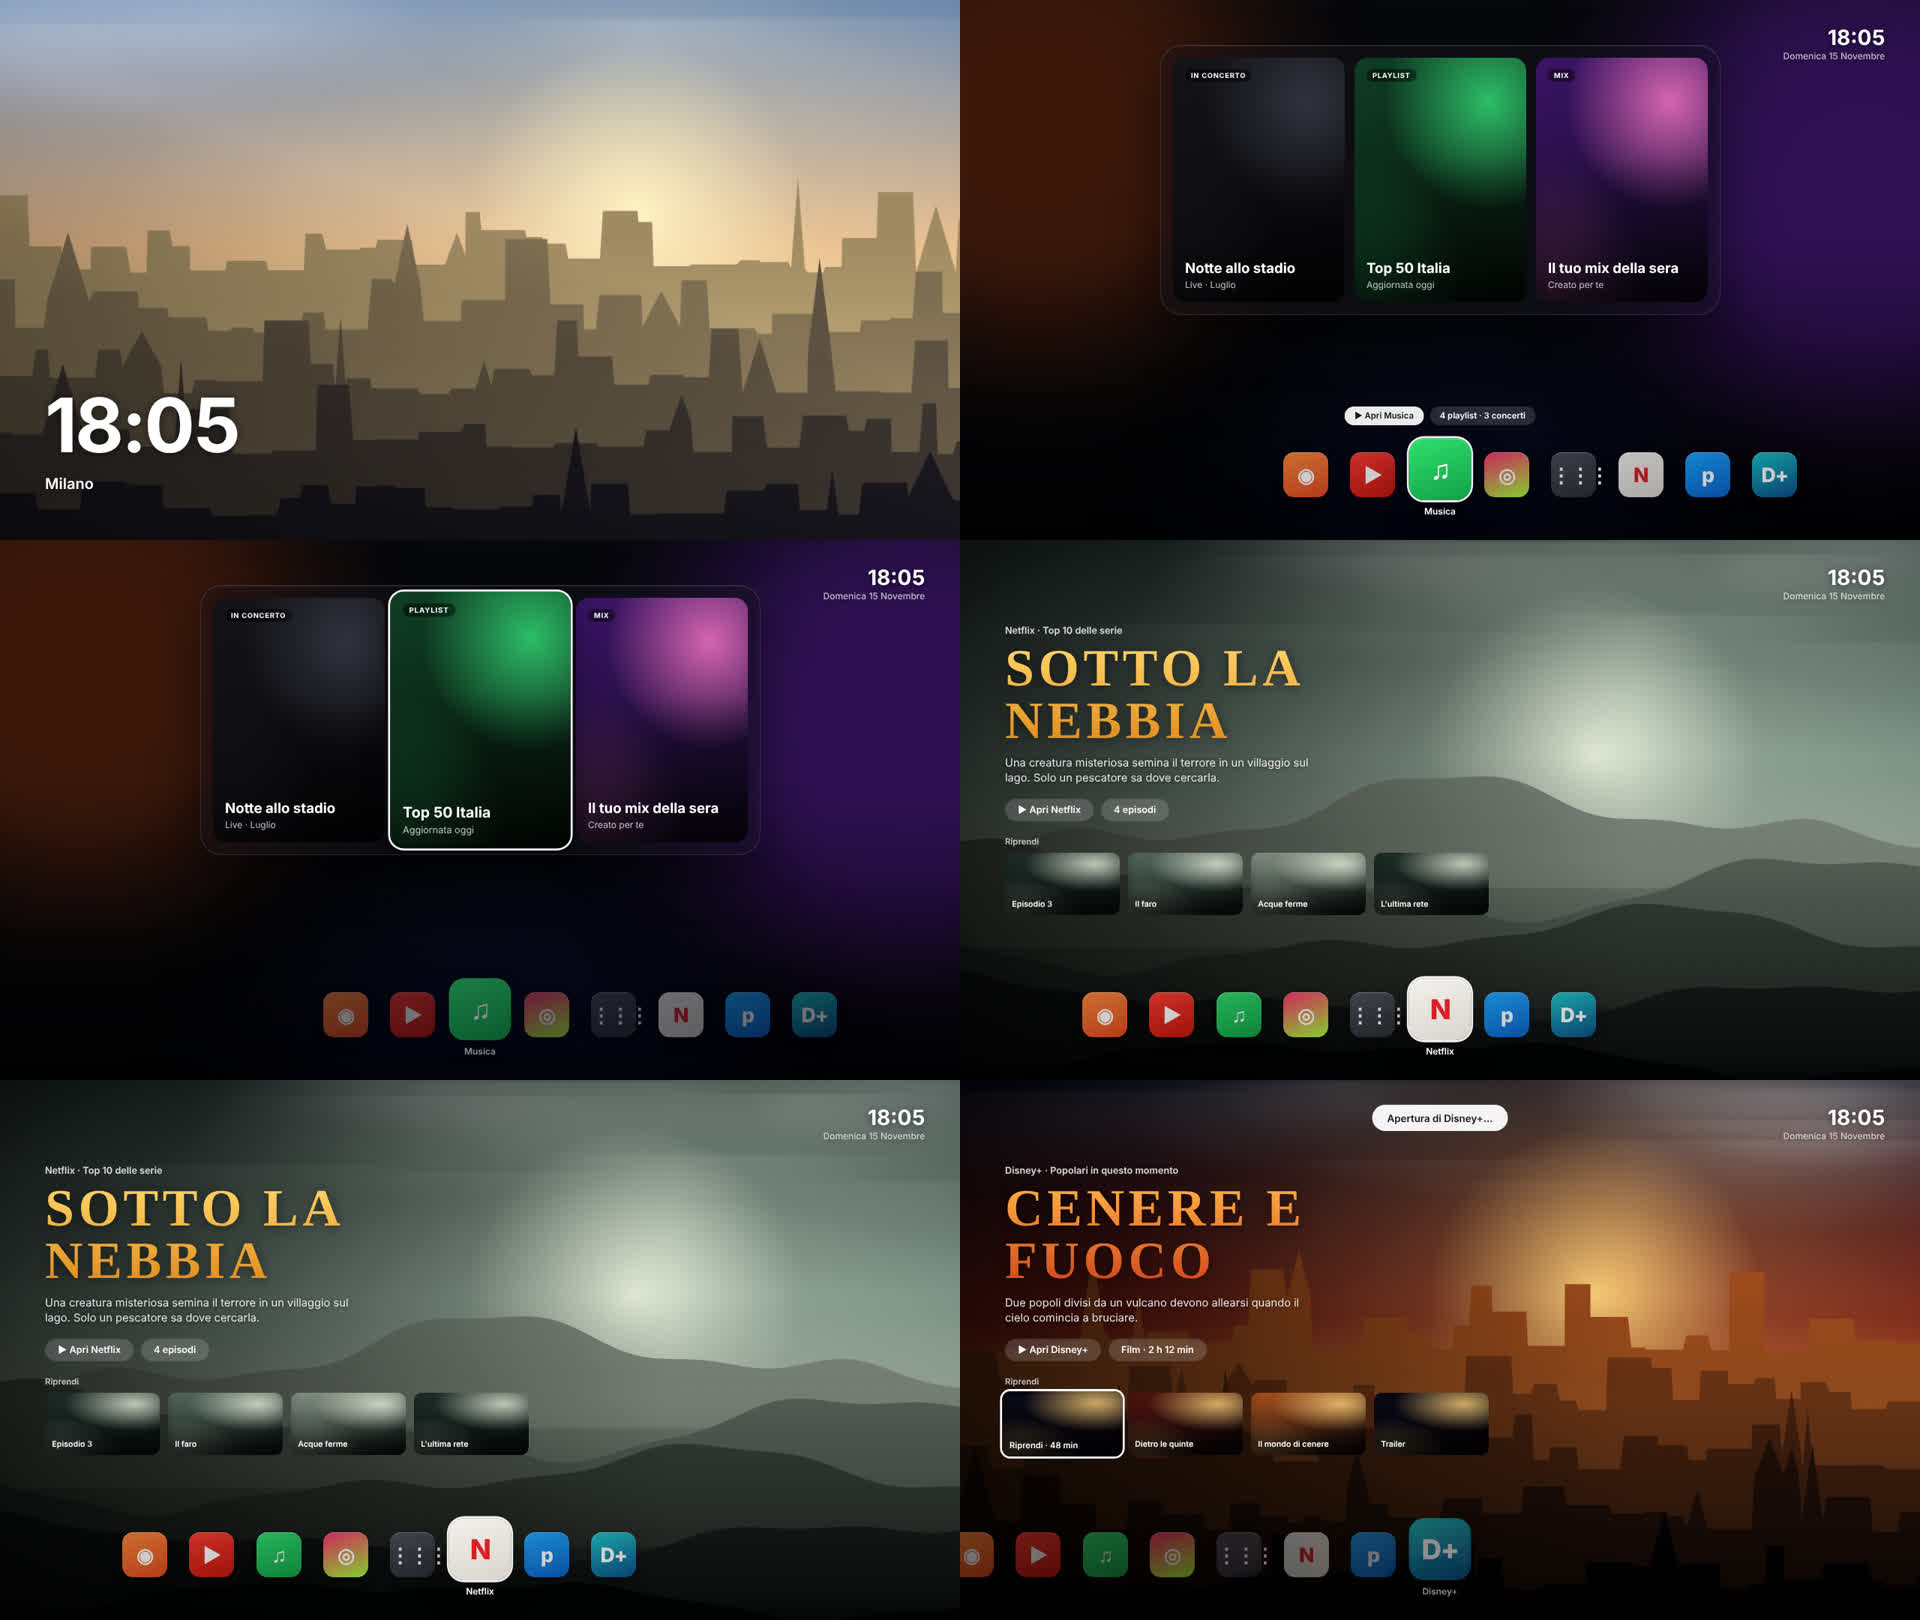 18:05
Milano
18:05
Domenica 15 Novembre
IN CONCERTO
PLAYLIST
MIX
Notte allo stadio
Live · Luglio
Top 50 Italia
Aggiornata oggi
Il tuo mix della sera
Creato per te
▶ Apri Musica
4 playlist · 3 concerti
N
p
D+
Musica
18:05
Domenica 15 Novembre
IN CONCERTO
PLAYLIST
MIX
Notte allo stadio
Live · Luglio
Top 50 Italia
Aggiornata oggi
Il tuo mix della sera
Creato per te
N
p
D+
Musica
18:05
Domenica 15 Novembre
Netflix · Top 10 delle serie
SOTTO LA
NEBBIA
Una creatura misteriosa semina il terrore in un villaggio sul
lago. Solo un pescatore sa dove cercarla.
▶ Apri Netflix
4 episodi
Riprendi
Episodio 3
Il faro
Acque ferme
L'ultima rete
N
p
D+
Netflix
18:05
Domenica 15 Novembre
Netflix · Top 10 delle serie
SOTTO LA
NEBBIA
Una creatura misteriosa semina il terrore in un villaggio sul
lago. Solo un pescatore sa dove cercarla.
▶ Apri Netflix
4 episodi
Riprendi
Episodio 3
Il faro
Acque ferme
L'ultima rete
N
p
D+
Netflix
Apertura di Disney+...
18:05
Domenica 15 Novembre
Disney+ · Popolari in questo momento
CENERE E
FUOCO
Due popoli divisi da un vulcano devono allearsi quando il
cielo comincia a bruciare.
▶ Apri Disney+
Film · 2 h 12 min
Riprendi
Riprendi · 48 min
Dietro le quinte
Il mondo di cenere
Trailer
N
p
D+
Disney+